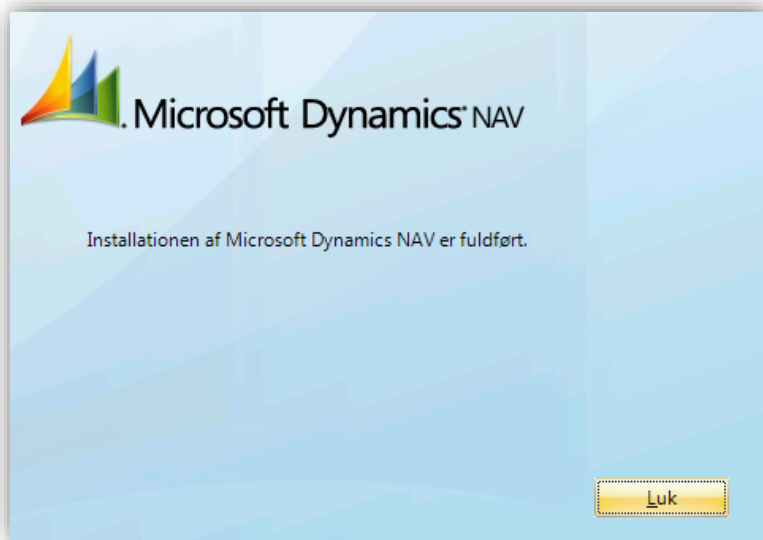 Microsoft Dynamics NAV
Installationen af Microsoft Dynamics NAV er fuldført.
Luk